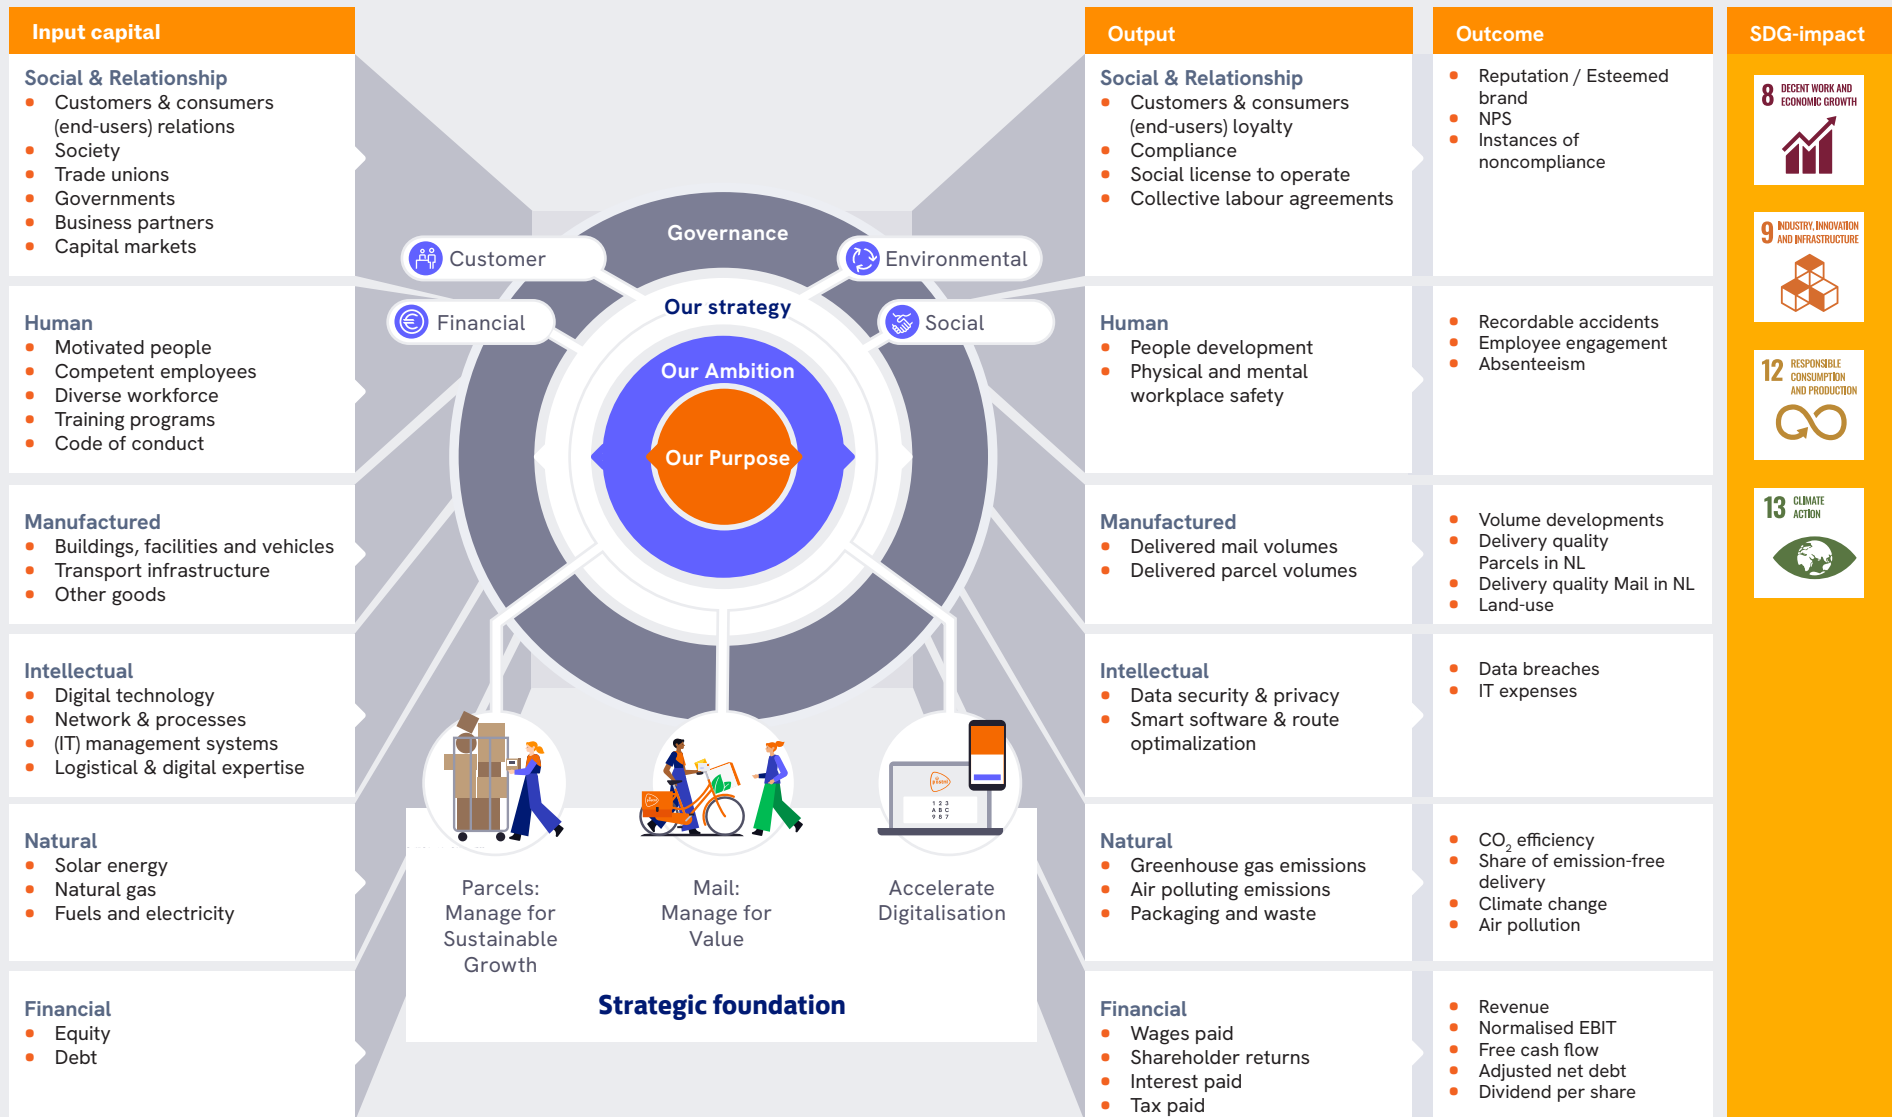 Input capital
Social & Relationship
Customers & consumers
(end-users) relations
Society
Trade unions
Governments
Business partners
Capital markets
Human
Motivated people
Competent employees
Diverse workforce
Training programs
Code of conduct
Manufactured
Buildings, facilities and vehicles
Transport infrastructure
Other goods
Intellectual
Digital technology
Network & processes
(IT) management systems
Logistical & digital expertise
Natural
Solar energy
Natural gas
Fuels and electricity
Financial
Equity
Debt
Governance
Customer
Environmental
Financial
Social
Our strategy
Our Ambition
Our Purpose
1 2 3
A B C
9 8 7
Parcels:
Manage for
Sustainable
Growth
Mail:
Manage for
Value
Accelerate
Digitalisation
Strategic foundation
Output
Social & Relationship
Customers & consumers
(end-users) loyalty
Compliance
Social license to operate
Collective labour agreements
Human
People development
Physical and mental
workplace safety
Manufactured
Delivered mail volumes
Delivered parcel volumes
Intellectual
Data security & privacy
Smart software & route
optimalization
Natural
Greenhouse gas emissions
Air polluting emissions
Packaging and waste
Financial
Wages paid
Shareholder returns
Interest paid
Tax paid
Outcome
Reputation / Esteemed
brand
NPS
Instances of
noncompliance
Recordable accidents
Employee engagement
Absenteeism
Volume developments
Delivery quality
Parcels in NL
Delivery quality Mail in NL
Land-use
Data breaches
IT expenses
CO2 efficiency
Share of emission-free
delivery
Climate change
Air pollution
Revenue
Normalised EBIT
Free cash flow
Adjusted net debt
Dividend per share
SDG-impact
8 DECENT WORK AND
ECONOMIC GROWTH
9 INDUSTRY, INNOVATION
AND INFRASTRUCTURE
12 RESPONSIBLE
CONSUMPTION
AND PRODUCTION
13 CLIMATE
ACTION